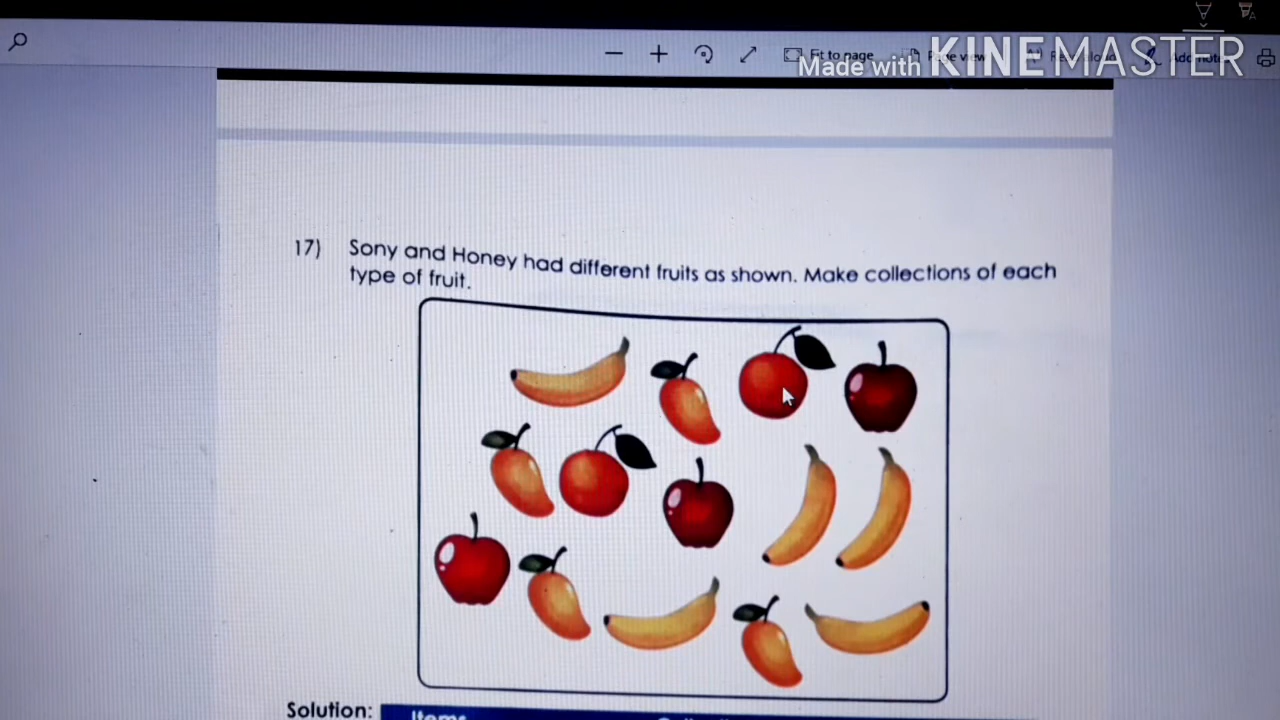 Fit to page
Made with KINEMASTER
17) Sony and Honey had different fruits as shown. Make collections of each
type of fruit.
Solution:
Items